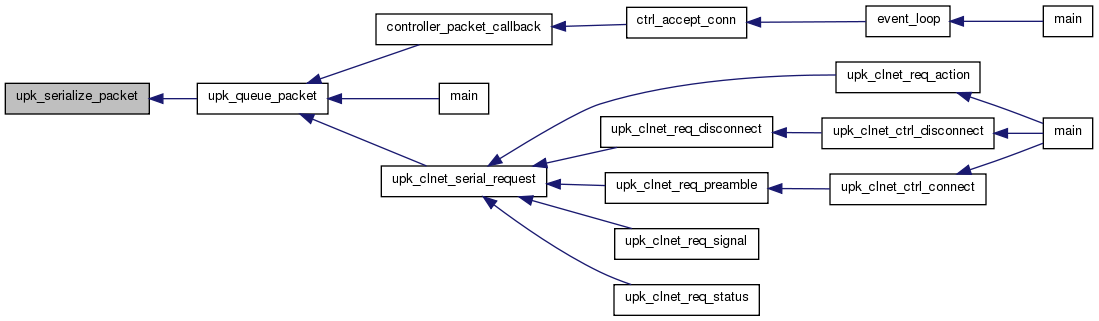 upk_serialize_packet
upk_queue_packet
controller_packet_callback
ctrl_accept_conn
event_loop
main
main
upk_clnet_serial_request
upk_clnet_req_action
upk_clnet_req_disconnect
upk_clnet_ctrl_disconnect
main
upk_clnet_req_preamble
upk_clnet_ctrl_connect
upk_clnet_req_signal
upk_clnet_req_status